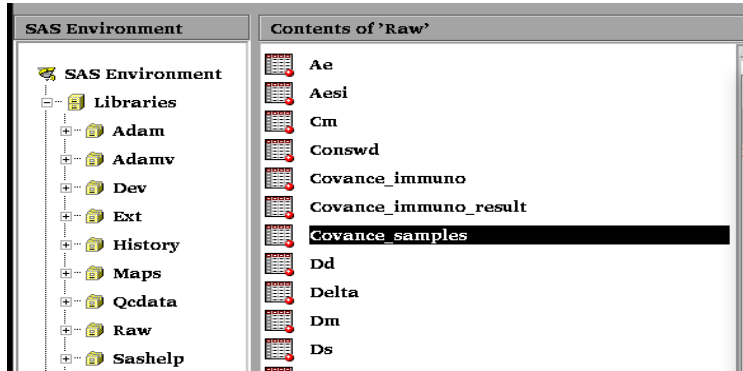 SAS Environment
Contents of 'Raw'
SAS Environment
Libraries
Adam
Adamv
Dev
Ext
History
Maps
Qcdata
Raw
Sashelp
Ae
Aesi
Cm
Conswd
Covance_immuno
Covance_immuno_result
Covance_samples
Dd
Delta
Dm
Ds